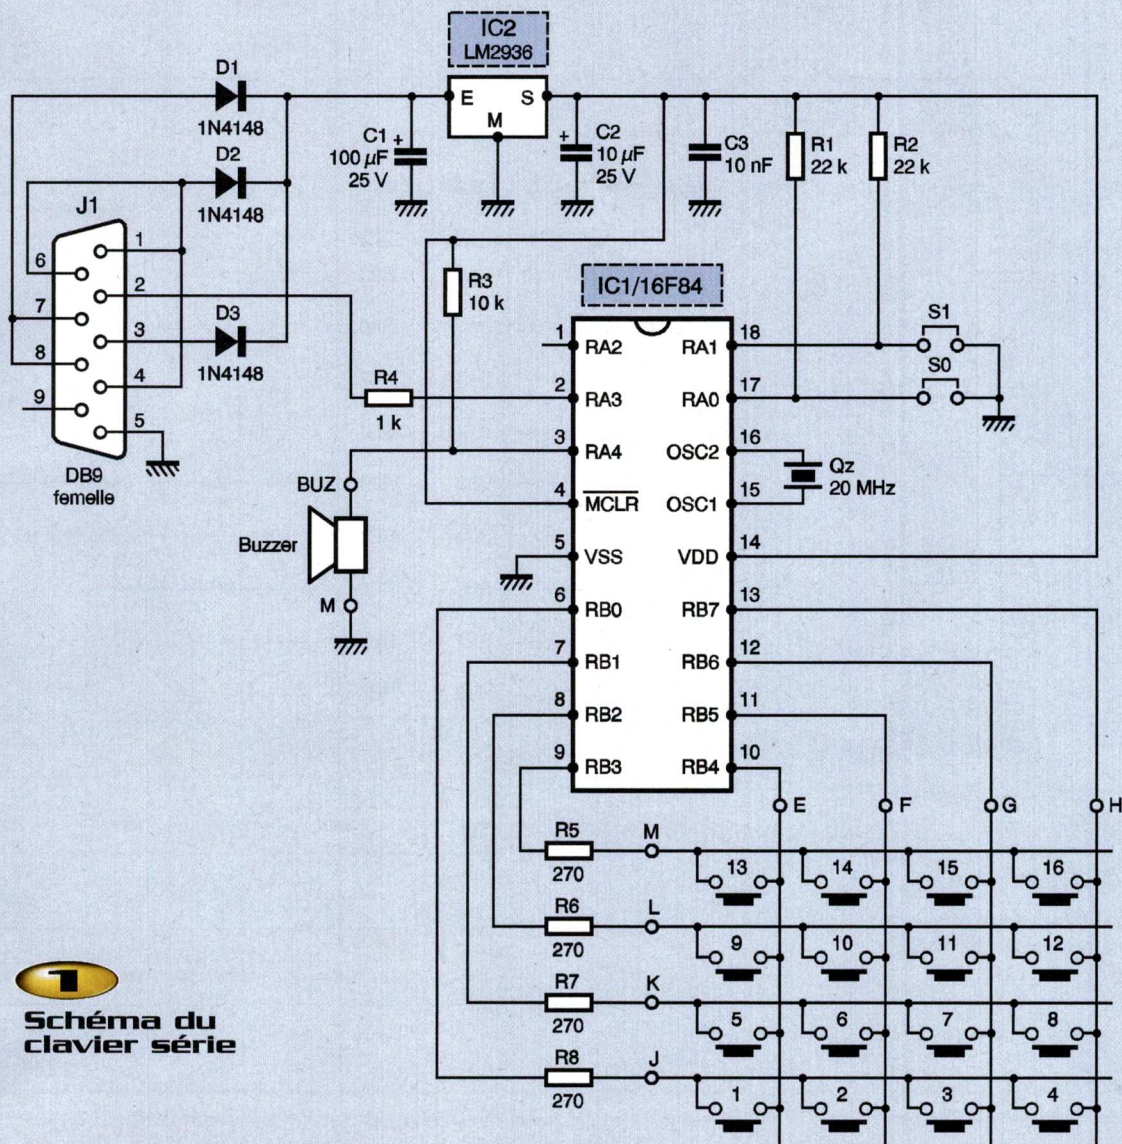 IC2
LM2936
D1
1N4148
E
S
M
C1
+
100 µF
25 V
+
C2
10 µF
25 V
C3
10 nF
R1
22 k
R2
22 k
D2
1N4148
J1
1
6
2
7
3
8
4
9
5
DB9
femelle
D3
1N4148
R3
10 k
R4
1 k
IC1/16F84
1
RA2
RA1
18
2
RA3
RA0
17
3
RA4
OSC2
16
4
MCLR
OSC1
15
5
VSS
VDD
14
6
RB0
RB7
13
7
RB1
RB6
12
8
RB2
RB5
11
9
RB3
RB4
10
S1
S0
Qz
20 MHz
BUZ
Buzzer
M
E
F
G
H
R5
270
M
13
14
15
16
R6
270
L
9
10
11
12
R7
270
K
5
6
7
8
R8
270
J
1
2
3
4
1
Schéma du
clavier série